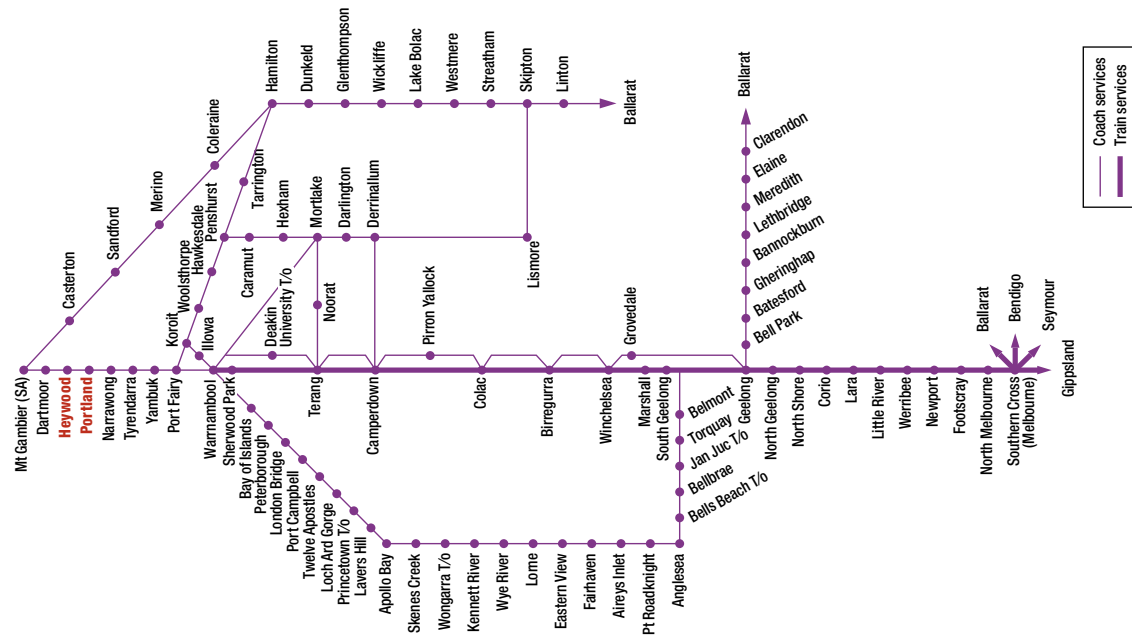 Mt Gambier (SA)
Dartmoor
Heywood
Portland
Narrawong
Tyrendarra
Yambuk
Port Fairy
Warrnambool
Sherwood Park
Bay of Islands
Peterborough
London Bridge
Port Campbell
Twelve Apostles
Loch Ard Gorge
Princetown T/o
Lavers Hill
Apollo Bay
Skenes Creek
Wongarra T/o
Kennett River
Wye River
Lorne
Eastern View
Fairhaven
Aireys Inlet
Pt Roadknight
Anglesea
Bells Beach T/o
Bellbrae
Jan Juc T/o
Torquay
Belmont
Casterton
Sandford
Merino
Coleraine
Hamilton
Dunkeld
Glenthompson
Wickliffe
Lake Bolac
Westmere
Streatham
Skipton
Linton
Ballarat
Tarrington
Penshurst
Hawkesdale
Woolsthorpe
Koroit
Illowa
Caramut
Hexham
Mortlake
Darlington
Derrinallum
Lismore
Noorat
Deakin
University T/o
Terang
Camperdown
Pirron Yallock
Colac
Birregurra
Winchelsea
Grovedale
Marshall
South Geelong
Geelong
Bell Park
Batesford
Gheringhap
Bannockburn
Lethbridge
Meredith
Elaine
Clarendon
Ballarat
North Geelong
North Shore
Corio
Lara
Little River
Werribee
Newport
Footscray
North Melbourne
Southern Cross
(Melbourne)
Ballarat
Bendigo
Seymour
Gippsland
Coach services
Train services